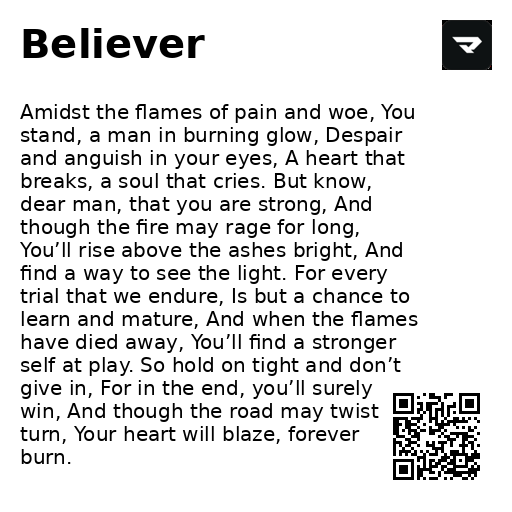 Believer
Amidst the flames of pain and woe, You
stand, a man in burning glow, Despair
and anguish in your eyes, A heart that
breaks, a soul that cries. But know,
dear man, that you are strong, And
though the fire may rage for long,
You’ll rise above the ashes bright, And
find a way to see the light. For every
trial that we endure, Is but a chance to
learn and mature, And when the flames
have died away, You’ll find a stronger
self at play. So hold on tight and don’t
give in, For in the end, you’ll surely
win, And though the road may twist
turn, Your heart will blaze, forever
burn.